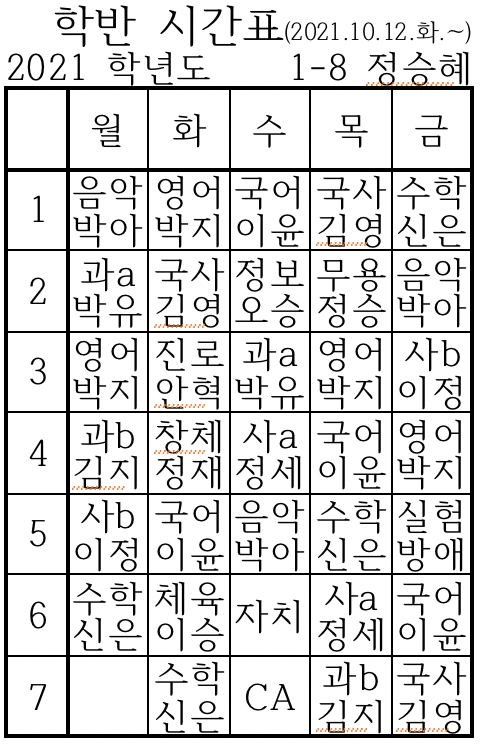 학반 시간표(2021.10.12.화.~)
2021 학년도 1-8 정승혜
월 화 수 목 금
1 음악 영어 국어 국사 수학
박아 박지 이윤 김영 신은
2 과a 국사 정보 무용 음악
박유 김영 오승 정승 박아
3 영어 진로 과a 영어 사b
박지 안혁 박유 박지 이정
4 과b 창체 사a 국어 영어
김지 정재 정세 이윤 박지
5 사b 국어 음악 수학 실험
이정 이윤 박아 신은 방애
6 수학 체육 자치 사a 국어
신은 이승 정세 이윤
7 수학 CA 과b 국사
신은 김지 김영